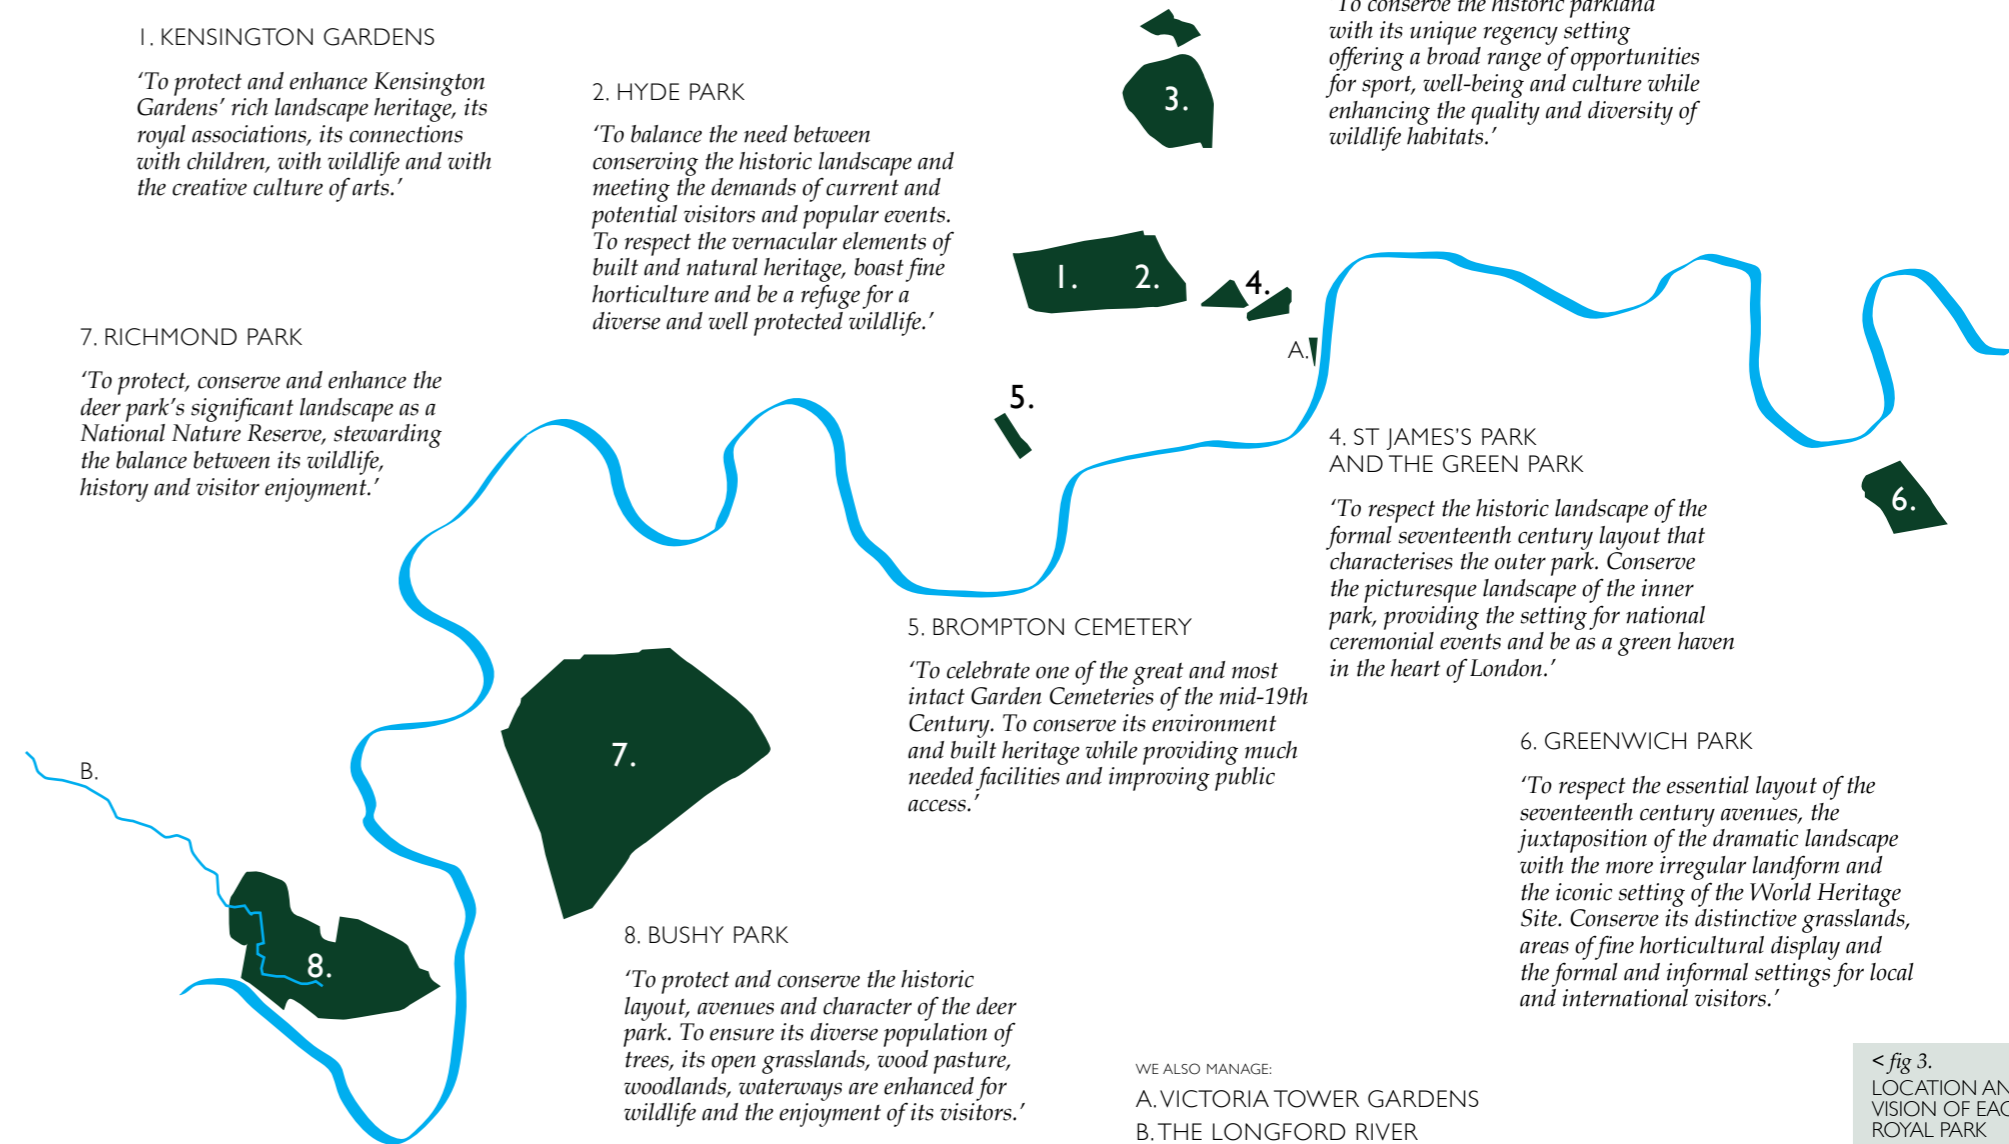 1. KENSINGTON GARDENS
‘To protect and enhance Kensington
Gardens’ rich landscape heritage, its
royal associations, its connections
with children, with wildlife and with
the creative culture of arts.’
2. HYDE PARK
‘To balance the need between
conserving the historic landscape and
meeting the demands of current and
potential visitors and popular events.
To respect the vernacular elements of
built and natural heritage, boast fine
horticulture and be a refuge for a
diverse and well protected wildlife.’
‘To conserve the historic parkland
with its unique regency setting
offering a broad range of opportunities
for sport, well-being and culture while
enhancing the quality and diversity of
wildlife habitats.’
3.
1.
2.
4.
A.
5.
6.
7. RICHMOND PARK
‘To protect, conserve and enhance the
deer park’s significant landscape as a
National Nature Reserve, stewarding
the balance between its wildlife,
history and visitor enjoyment.’
4. ST JAMES’S PARK
AND THE GREEN PARK
‘To respect the historic landscape of the
formal seventeenth century layout that
characterises the outer park. Conserve
the picturesque landscape of the inner
park, providing the setting for national
ceremonial events and be as a green haven
in the heart of London.’
5. BROMPTON CEMETERY
‘To celebrate one of the great and most
intact Garden Cemeteries of the mid-19th
Century. To conserve its environment
and built heritage while providing much
needed facilities and improving public
access.’
7.
B.
8.
6. GREENWICH PARK
‘To respect the essential layout of the
seventeenth century avenues, the
juxtaposition of the dramatic landscape
with the more irregular landform and
the iconic setting of the World Heritage
Site. Conserve its distinctive grasslands,
areas of fine horticultural display and
the formal and informal settings for local
and international visitors.’
8. BUSHY PARK
‘To protect and conserve the historic
layout, avenues and character of the deer
park. To ensure its diverse population of
trees, its open grasslands, wood pasture,
woodlands, waterways are enhanced for
wildlife and the enjoyment of its visitors.’
WE ALSO MANAGE:
A. VICTORIA TOWER GARDENS
B. THE LONGFORD RIVER
< fig 3.
LOCATION AN
VISION OF EAC
ROYAL PARK